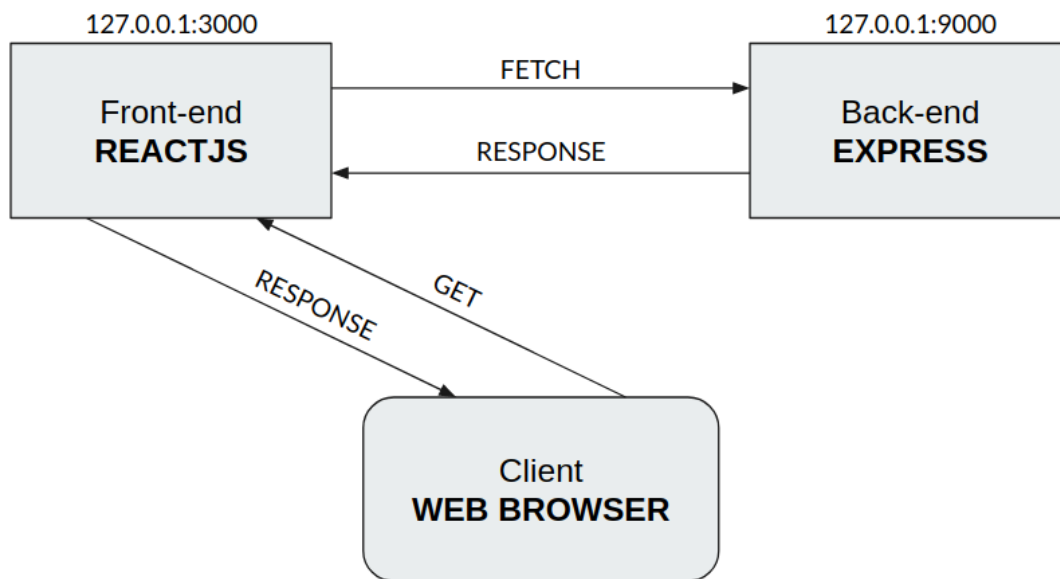 127.0.0.1:3000
127.0.0.1:9000
Front-end
REACTJS
FETCH
RESPONSE
Back-end
EXPRESS
RESPONSE
GET
Client
WEB BROWSER